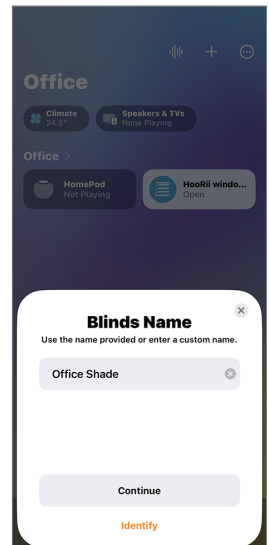 Office
Climate
24.5°
Speakers & TVs
None Playing
Office >
HomePod
Not Playing
HooRii windo...
Open
Blinds Name
Use the name provided or enter a custom name.
Office Shade
Continue
Identify